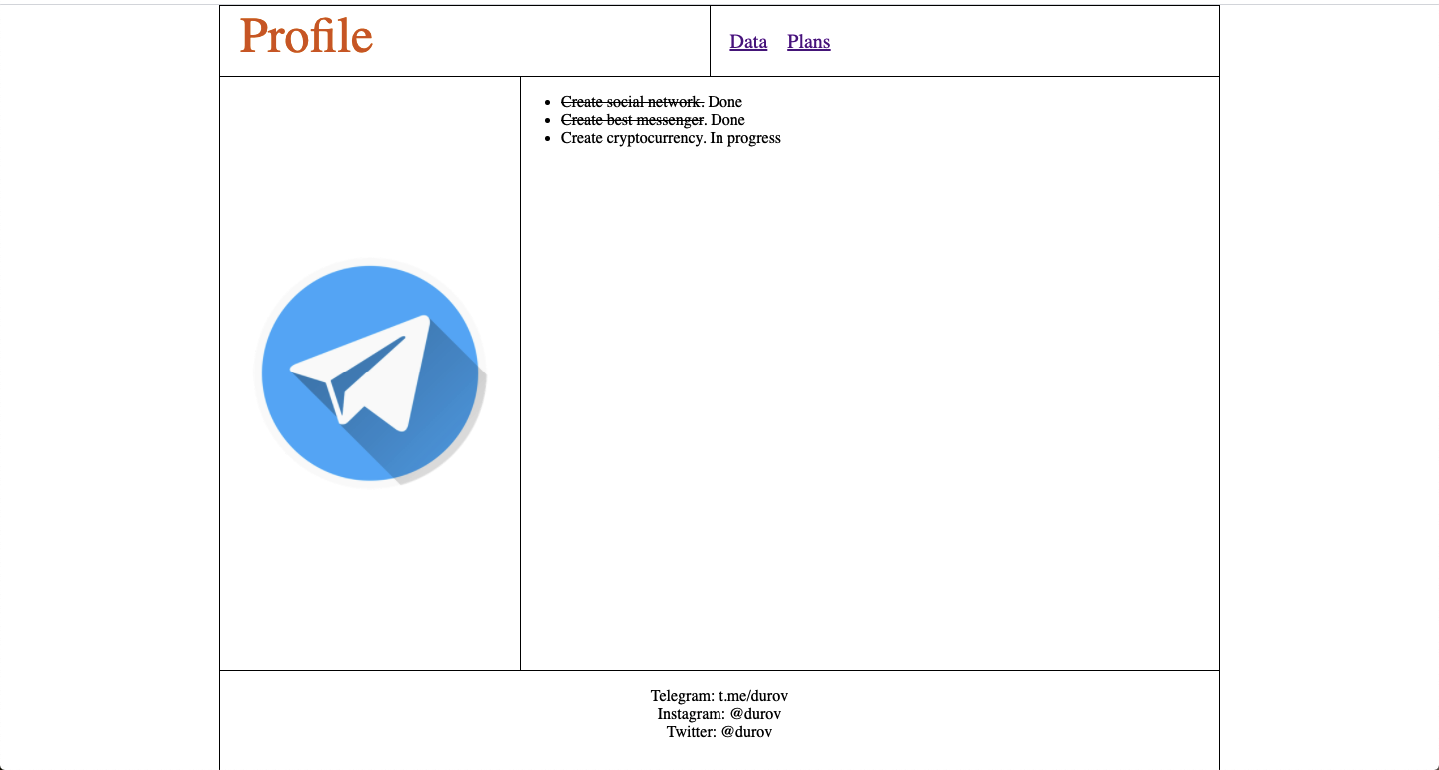 Profile
Data Plans
Create social network. Done
Create best messenger. Done
Create cryptocurrency. In progress
Telegram: t.me/durov
Instagram: @durov
Twitter: @durov